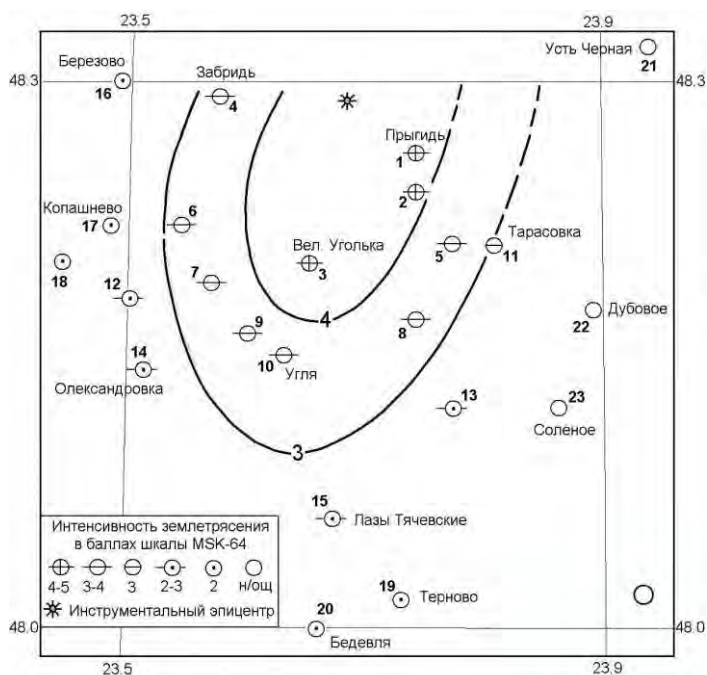 23.5
23.9
Усть Черная
21
Березово
48.3
48.3
Забридь
16
4
Прыгидь
1
2
Копашнево
17
6
Вел. Уголька
Тарасовка
5
11
18
7
3
12
4
Дубовое
22
9
8
10
Угля
14
Олександровка
13
23
Соленое
3
15
Лазы Тячевские
Интенсивность землетрясения
в баллах шкалы MSK-64
4-5 3-4 3 2-3 2 н/ощ
Инструментальный эпицентр
19
Терново
20
48.0
48.0
Бедевля
23.5
23.9